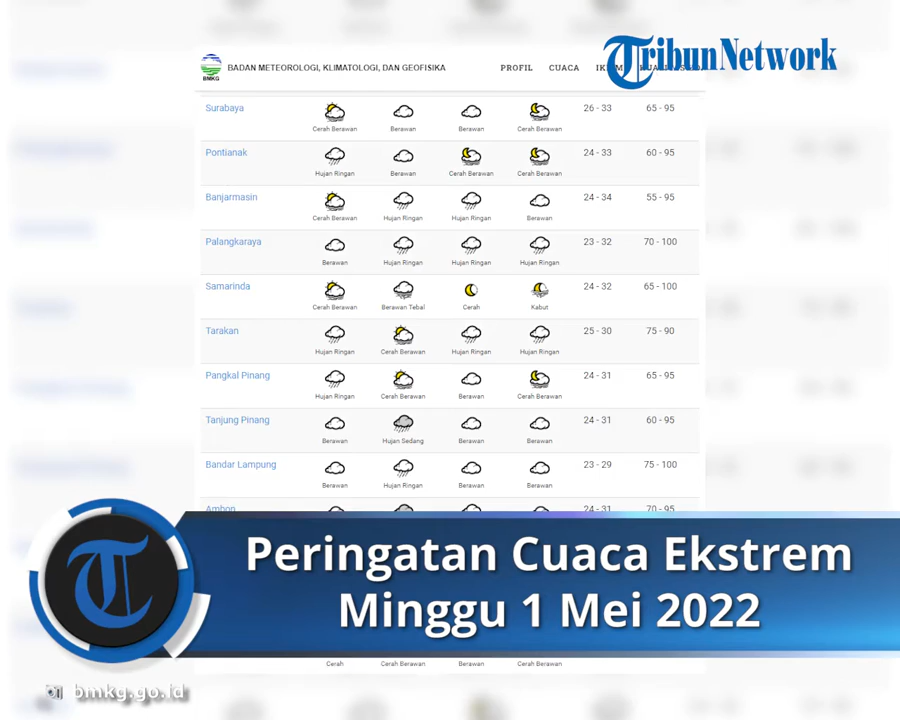 TribunNetwork
BMKG
BADAN METEOROLOGI, KLIMATOLOGI, DAN GEOFISIKA PROFIL CUACA
Surabaya 26 - 33 65 - 95
Cerah Berawan Berawan Berawan Cerah Berawan
Pontianak 24 - 33 60 - 95
Hujan Ringan Berawan Cerah Berawan Cerah Berawan
Banjarmasin 24 - 34 55 - 95
Cerah Berawan Hujan Ringan Hujan Ringan Berawan
Palangkaraya 23 - 32 70 - 100
Berawan Hujan Ringan Hujan Ringan Hujan Ringan
Samarinda 24 - 32 65 - 100
Cerah Berawan Berawan Tebal Cerah Kabut
Tarakan 25 - 30 75 - 90
Hujan Ringan Cerah Berawan Hujan Ringan Hujan Ringan
Pangkal Pinang 24 - 31 65 - 95
Hujan Ringan Cerah Berawan Berawan Cerah Berawan
Tanjung Pinang 24 - 31 60 - 95
Berawan Hujan Sedang Berawan Berawan
Bandar Lampung 23 - 29 75 - 100
Berawan Hujan Ringan Berawan Berawan
Ambon 24 - 31 70 - 95
Peringatan Cuaca Ekstrem
Minggu 1 Mei 2022
Cerah Cerah Berawan Berawan Cerah Berawan
bmkg.go.id